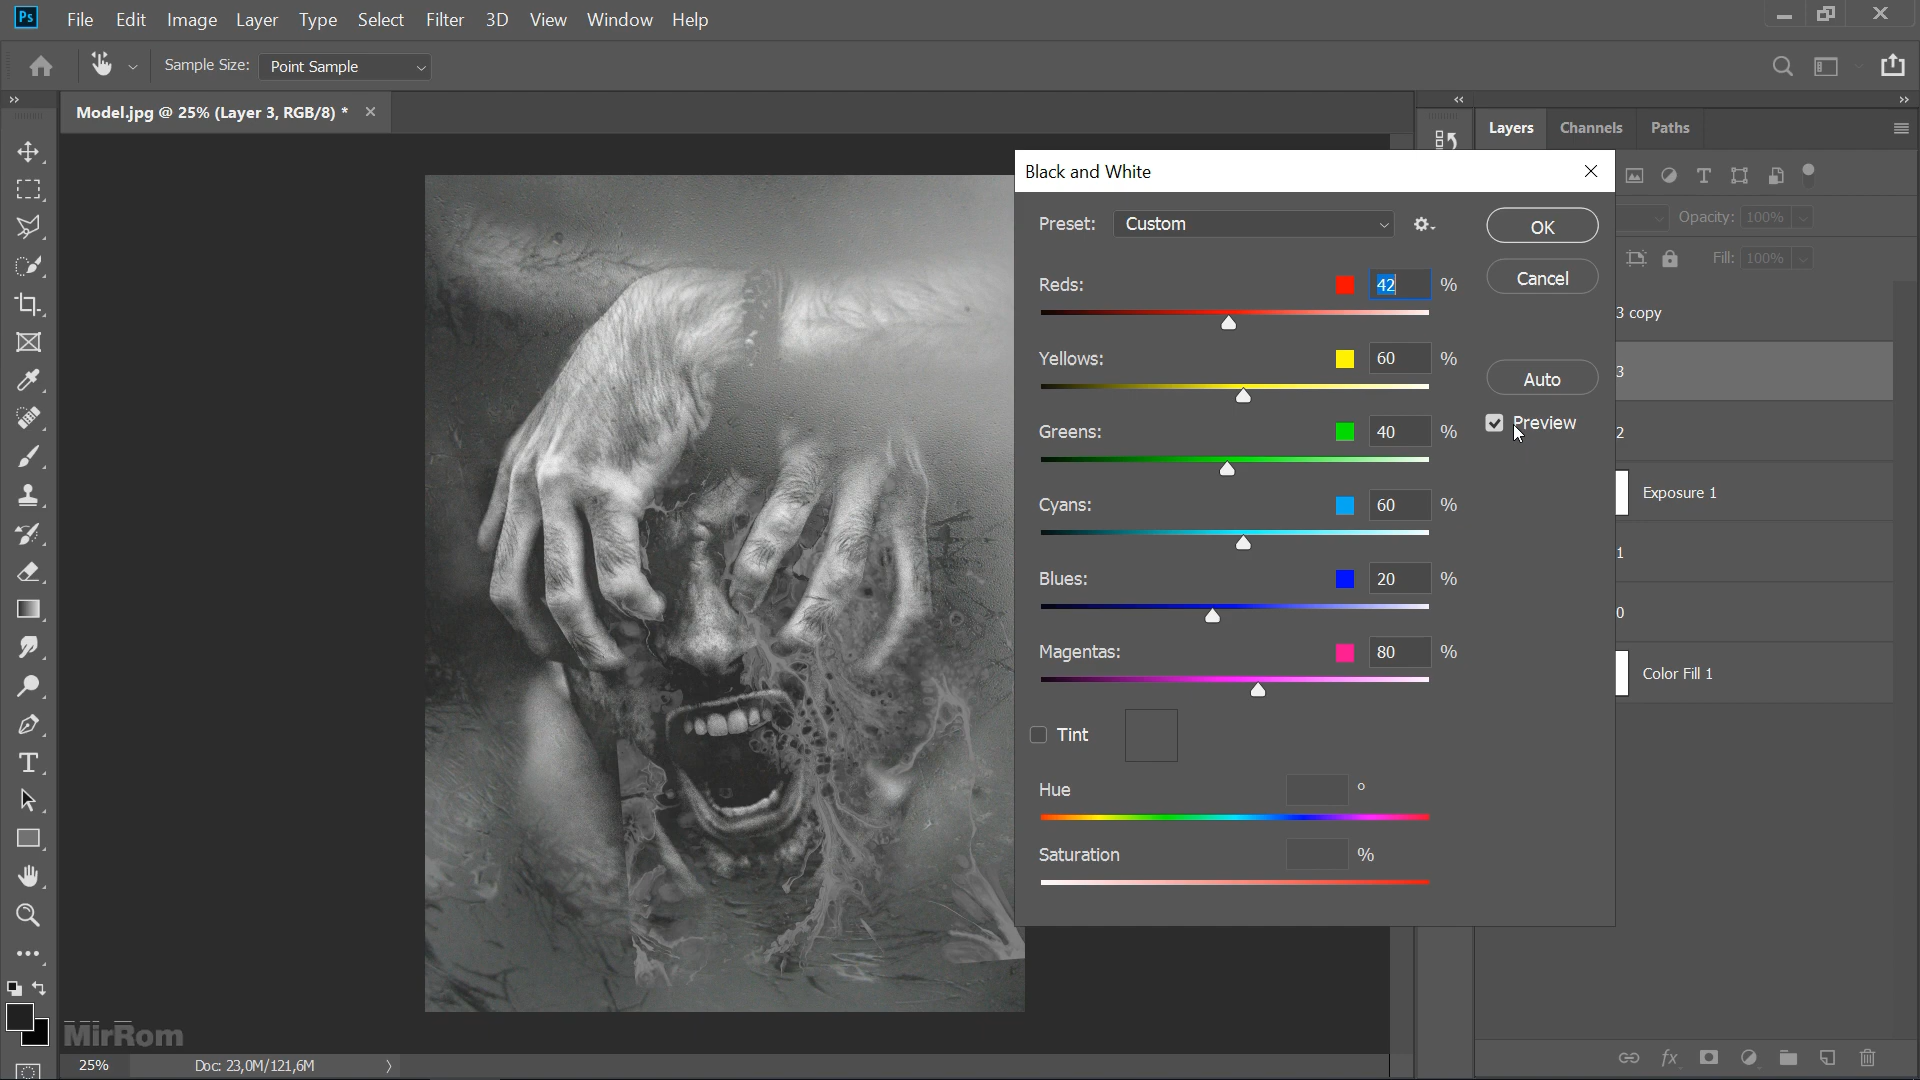 Ps
File Edit Image Layer Type Select Filter 3D View Window Help
Sample Size: Point Sample
Model.jpg @ 25% (Layer 3, RGB/8) *
Layers Channels Paths
Black and White
Preset: Custom
OK
Opacity: 100%
Cancel
Fill: 100%
Reds: 42 %
3 copy
Yellows: 60 %
Auto
3
Preview
Greens: 40 %
2
Cyans: 60 %
Exposure 1
1
Blues: 20 %
0
Magentas: 80 %
Color Fill 1
Tint
Hue °
Saturation %
MirRom
25% Doc: 23,0M/121,6M